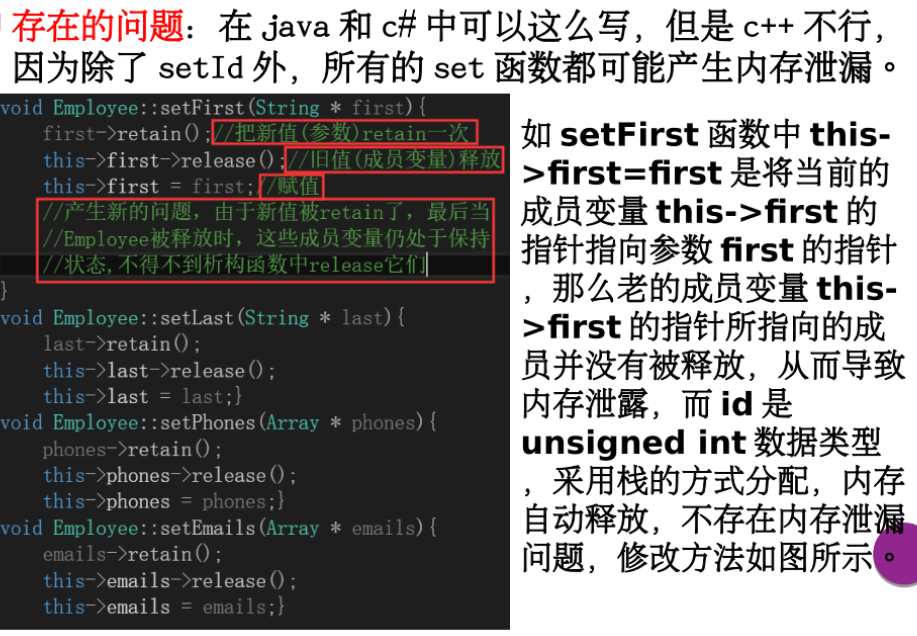 存在的问题：在 java 和 c# 中可以这么写，但是 c++ 不行，
因为除了 setId 外，所有的 set 函数都可能产生内存泄漏。
void Employee::setFirst(String * first){
first->retain();//把新值(参数)retain一次
this->first->release();//旧值(成员变量)释放
this->first = first;//赋值
//产生新的问题，由于新值被retain了，最后当
//Employee被释放时，这些成员变量仍处于保持
//状态,不得不到析构函数中release它们
}
void Employee::setLast(String * last){
last->retain();
this->last->release();
this->last = last;}
void Employee::setPhones(Array * phones){
phones->retain();
this->phones->release();
this->phones = phones;}
void Employee::setEmails(Array * emails){
emails->retain();
this->emails->release();
this->emails = emails;}
如 setFirst 函数中 this-
>first=first 是将当前的
成员变量 this->first 的
指针指向参数 first 的指针
，那么老的成员变量 this-
>first 的指针所指向的成
员并没有被释放，从而导致
内存泄露，而 id 是
unsigned int 数据类型
，采用栈的方式分配，内存
自动释放，不存在内存泄漏
问题，修改方法如图所示。